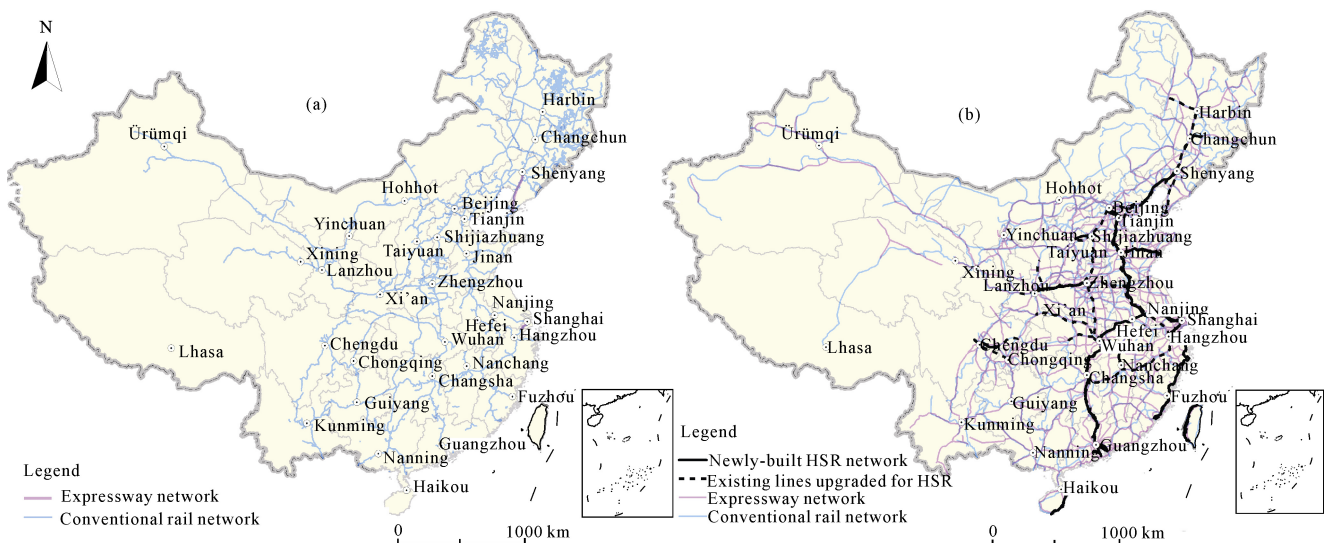 N
(a)
Harbin
Ürümqi
Changchun
Shenyang
Hohhot
Beijing
Tianjin
Yinchuan
Shijiazhuang
Taiyuan
Xining
Jinan
Lanzhou
Zhengzhou
Xi'an
Nanjing
Shanghai
Hefei
Hangzhou
Wuhan
Chengdu
Lhasa
Chongqing
Nanchang
Changsha
Fuzhou
Guiyang
Kunming
Guangzhou
Nanning
Haikou
Legend
Expressway network
Conventional rail network
0 1000 km
(b)
Harbin
Ürümqi
Changchun
Shenyang
Hohhot
Beijing
Tianjin
Yinchuan
Shijiazhuang
Taiyuan
Jinan
Xining
Lanzhou
Zhengzhou
Xi'an
Nanjing
Shanghai
Hefei
Hangzhou
Wuhan
Chengdu
Lhasa
Chongqing
Nanchang
Changsha
Fuzhou
Guiyang
Kunming
Guangzhou
Nanning
Haikou
Legend
Newly-built HSR network
Existing lines upgraded for HSR
Expressway network
Conventional rail network
0 1000 km